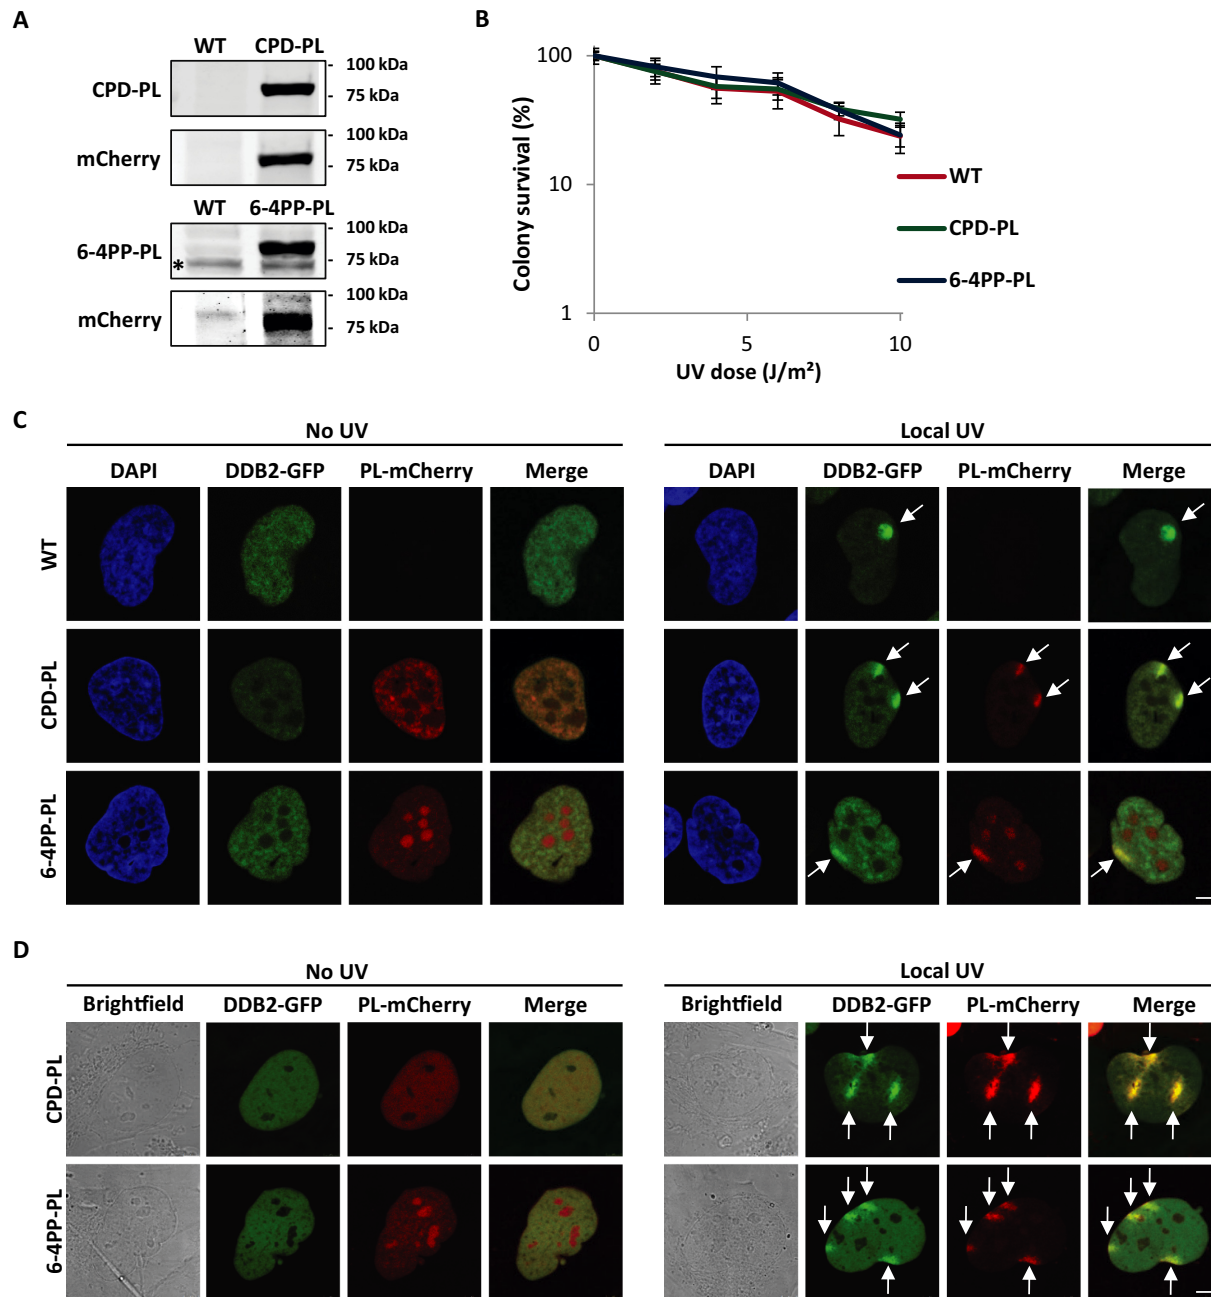 A
WT CPD-PL
CPD-PL
- 100 kDa
- 75 kDa
mCherry
- 100 kDa
- 75 kDa
WT 6-4PP-PL
6-4PP-PL
*
- 100 kDa
- 75 kDa
mCherry
- 100 kDa
- 75 kDa
B
Colony survival (%)
100
10
1
0 5 10
UV dose (J/m²)
WT
CPD-PL
6-4PP-PL
C
No UV
Local UV
DAPI DDB2-GFP PL-mCherry Merge
DAPI DDB2-GFP PL-mCherry Merge
WT
CPD-PL
6-4PP-PL
D
No UV
Local UV
Brightfield DDB2-GFP PL-mCherry Merge
Brightfield DDB2-GFP PL-mCherry Merge
CPD-PL
6-4PP-PL